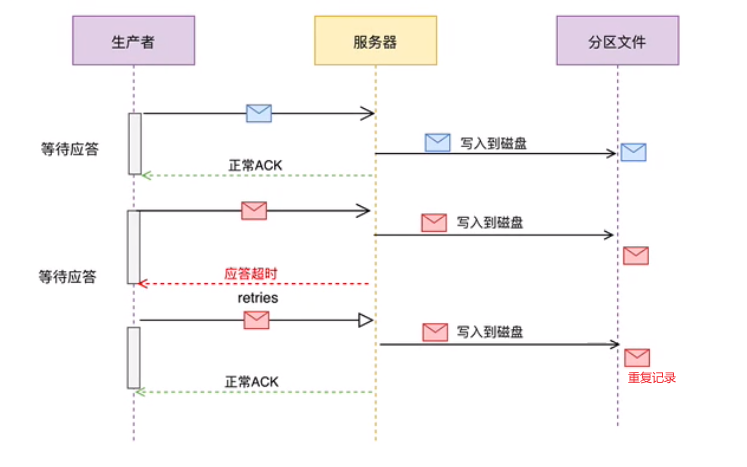 生产者
服务器
分区文件
等待应答
写入到磁盘
正常ACK
写入到磁盘
等待应答
应答超时
retries
写入到磁盘
重复记录
正常ACK